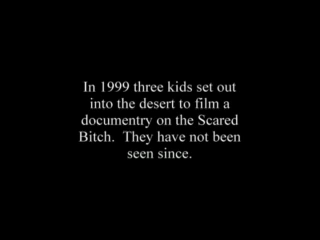 In 1999 three kids set out
into the desert to film a
documentry on the Scared
Bitch.  They have not been
seen since.